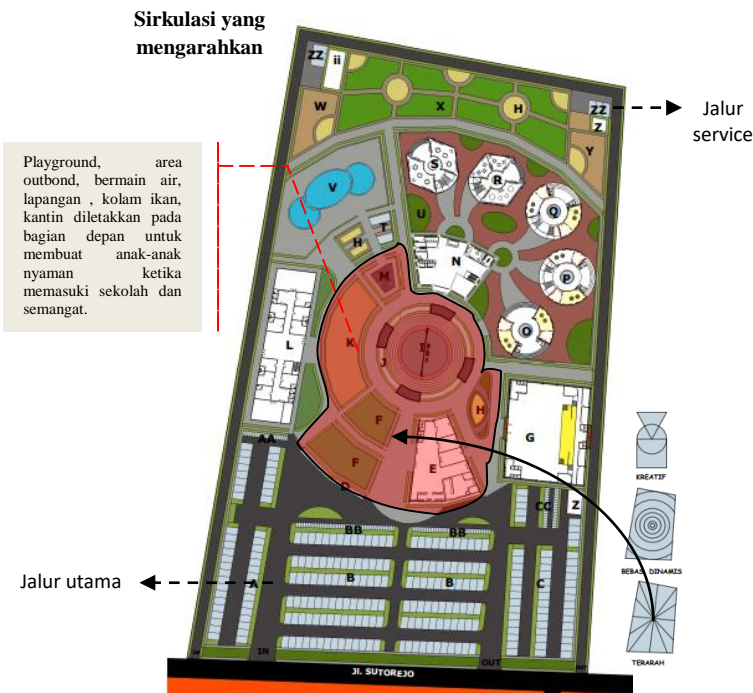 Sirkulasi yang
mengarahkan
ZZ
ii
W
X
H
ZZ
Z
Y
Jalur
service
Playground, area
outbond, bermain air,
lapangan , kolam ikan,
kantin diletakkan pada
bagian depan untuk
membuat anak-anak
nyaman ketika
memasuki sekolah dan
semangat.
S
R
V
U
Q
T
H
N
M
P
L
K
J
I
O
H
F
G
E
F
D
AA
KREATIF
CC
Z
BB
BB
BEBAS DINAMIS
Jalur utama
A
B
B
C
TERARAH
IN
IN
OUT
OUT
Jl. SUTOREJO